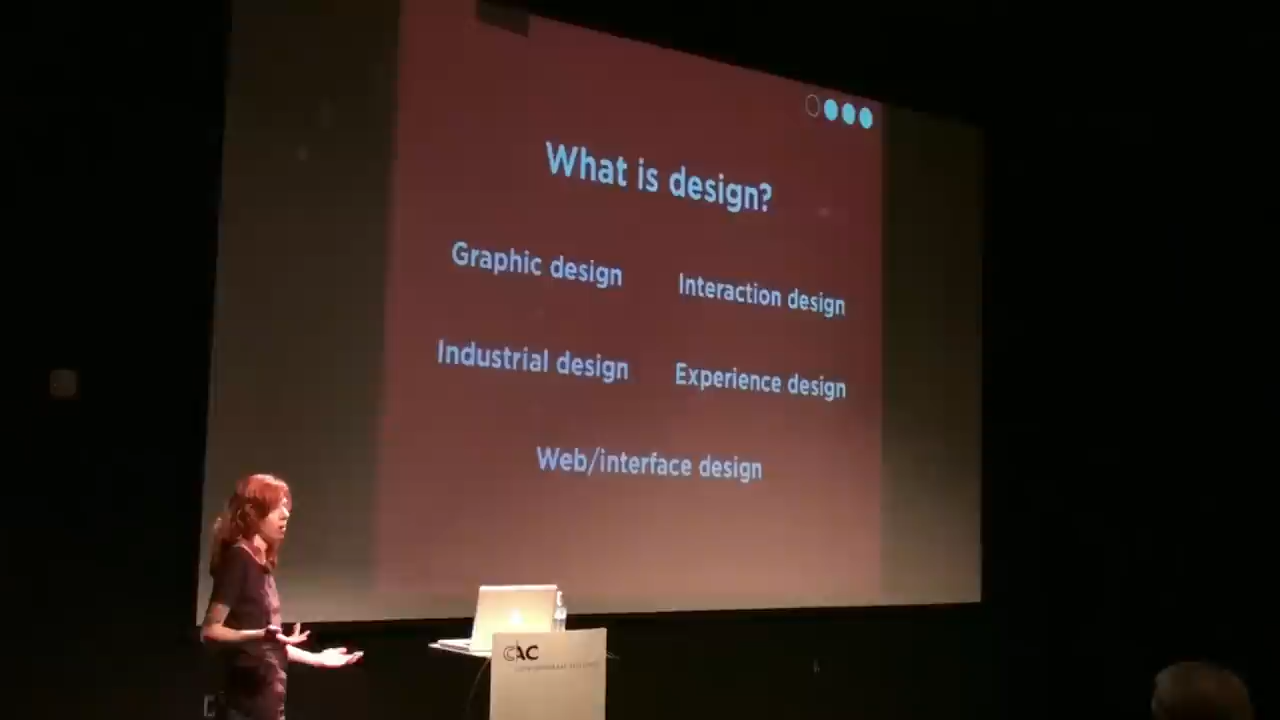 What is design?
Graphic design
Interaction design
Industrial design
Experience design
Web/interface design
CAC